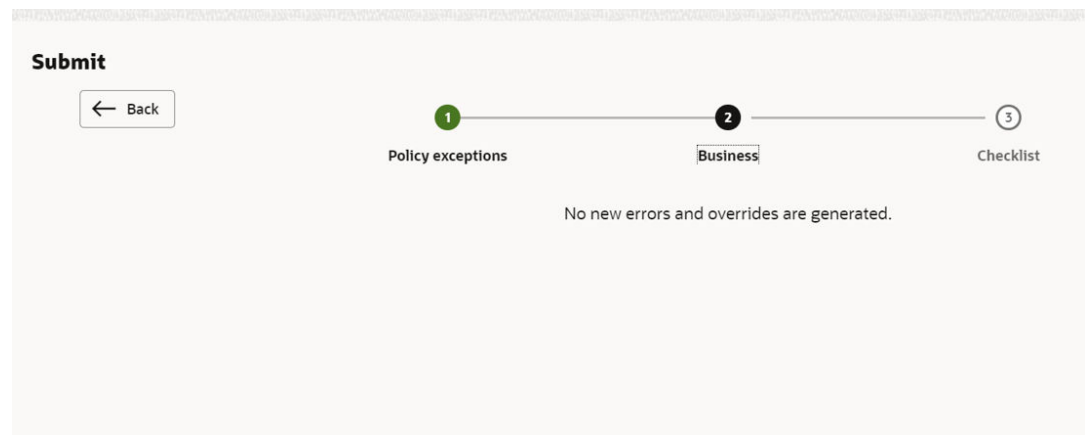 Submit
Back
1
2
3
Policy exceptions
Business
Checklist
No new errors and overrides are generated.